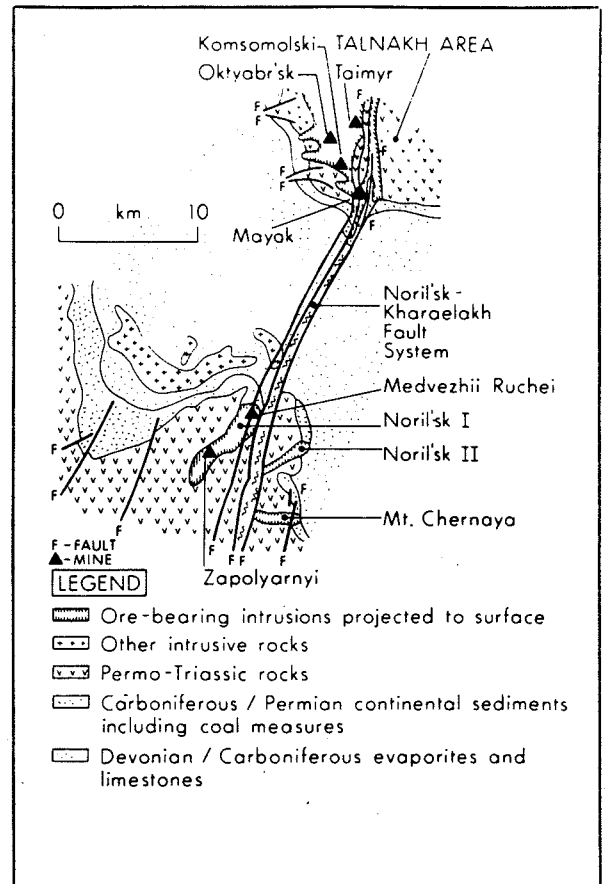 Komsomolski TALNAKH AREA
Oktyabr'sk Taimyr
F
F
F
F
F
F
F
0 km 10
Mayak
Noril'sk-
Kharaelakh
Fault
System
Medvezhii Ruchei
Noril'sk I
Noril'sk II
F
F
F
F
Mt. Chernaya
F
F F
F
F - FAULT
▲ - MINE
Zapolyarnyi
LEGEND
Ore-bearing intrusions projected to surface
Other intrusive rocks
Permo-Triassic rocks
Carboniferous / Permian continental sediments
including coal measures
Devonian / Carboniferous evaporites and
limestones